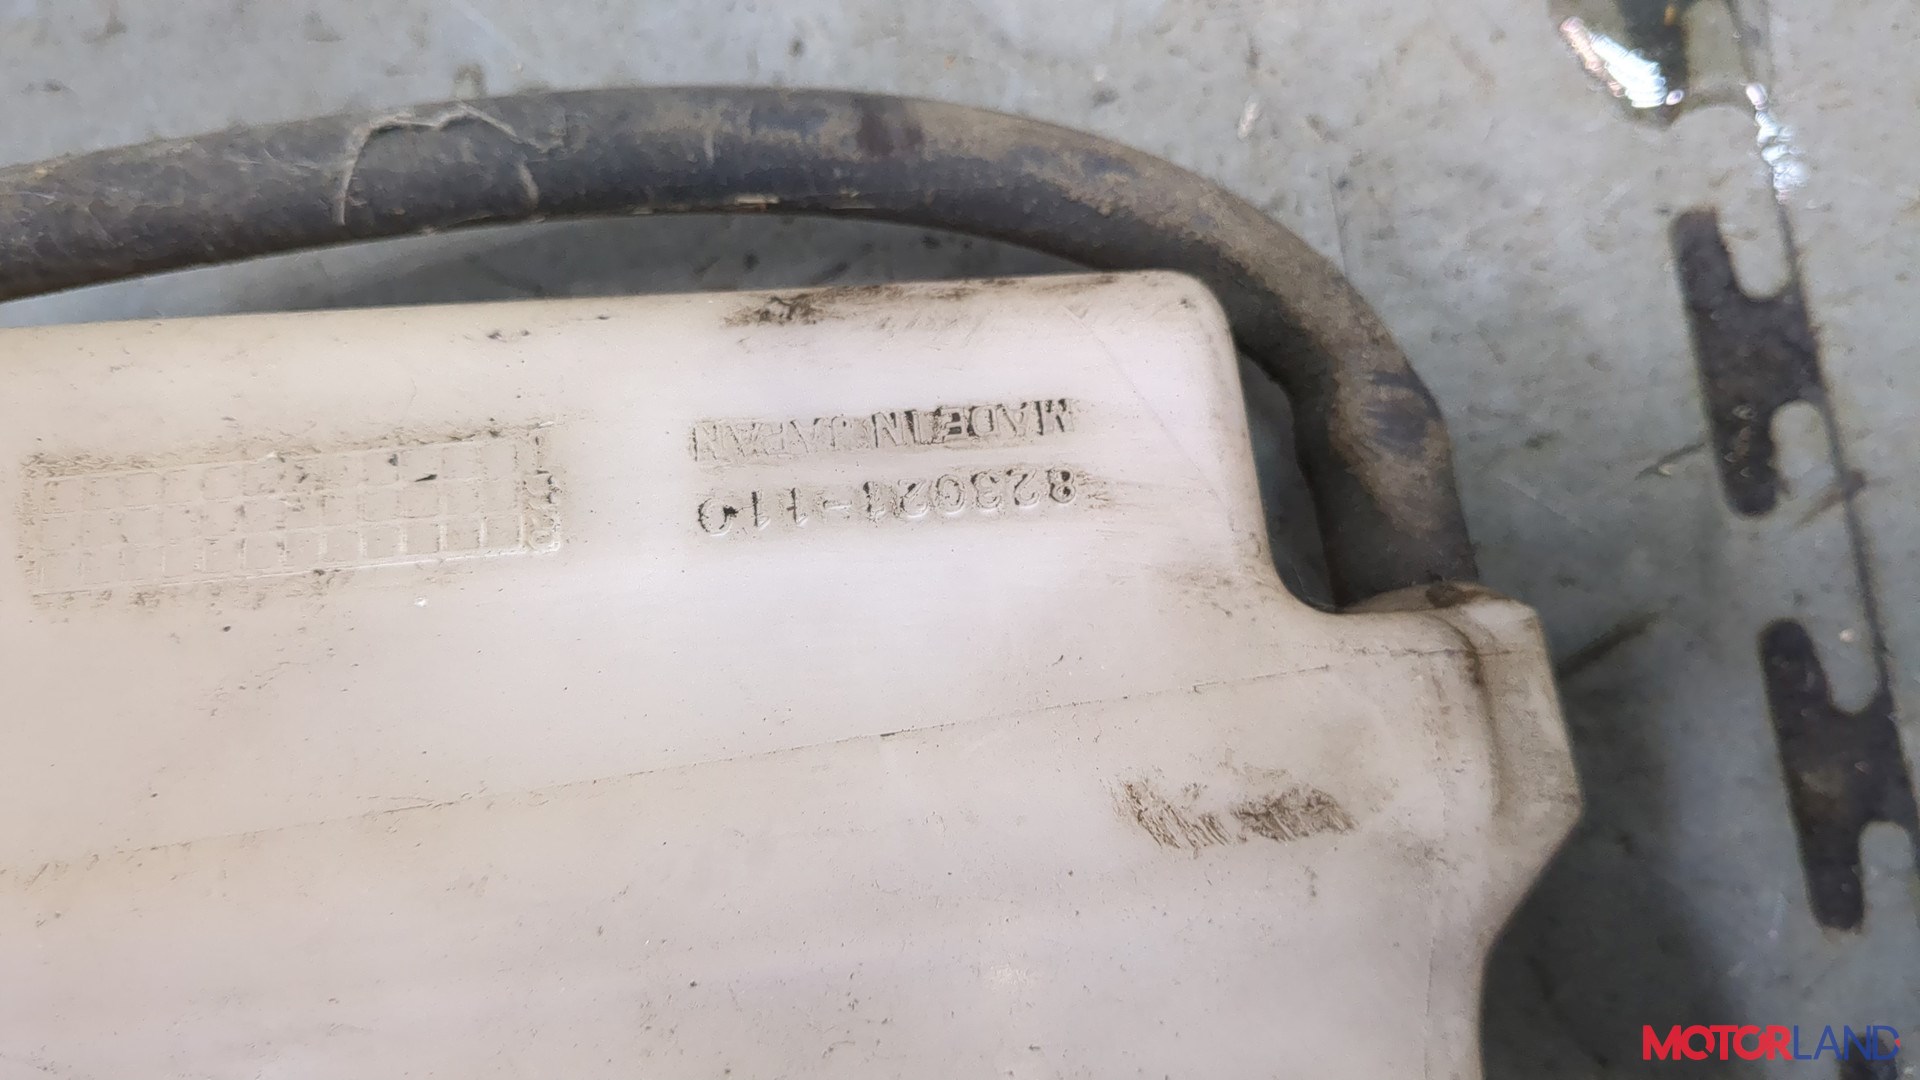 823021-110
MADE IN JAPAN
MOTORLAND